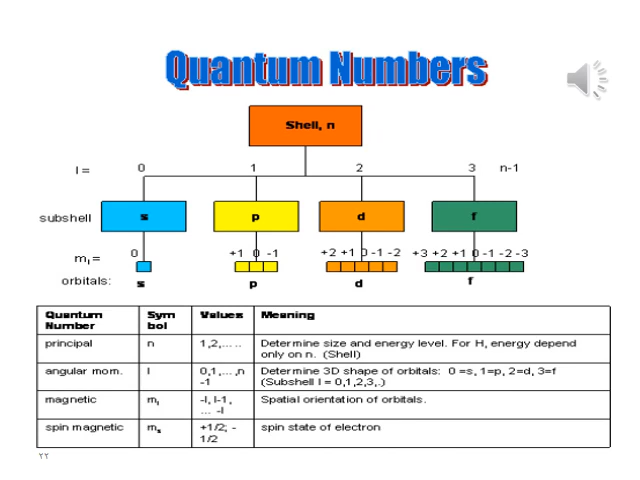 Quantum Numbers
Shell, n
l = 0 1 2 3 n-1
subshell s p d f
mₗ = 0 +1 0 -1 +2 +1 0 -1 -2 +3 +2 +1 0 -1 -2 -3
orbitals: s p d f
Quantum Number Sym bol Values Meaning
principal n 1,2,.... Determine size and energy level. For H, energy depend
only on n. (Shell)
angular mom. l 0,1,...,n Determine 3D shape of orbitals: 0 =s, 1=p, 2=d, 3=f
-1 (Subshell l = 0,1,2,3,.)
magnetic mₗ -l, l-1, Spatial orientation of orbitals.
... -l
spin magnetic mₛ +1/2; - spin state of electron
1/2
٢٢